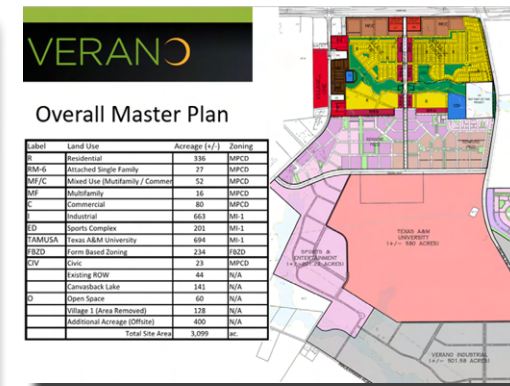 VERANO
Overall Master Plan
Label Land Use Acreage (+/-) Zoning
R Residential 336 MPCD
RM-6 Attached Single Family 27 MPCD
MF/C Mixed Use (Mutifamily / Commer 52 MPCD
MF Multifamily 16 MPCD
C Commercial 80 MPCD
I Industrial 663 MI-1
ED Sports Complex 201 MI-1
TAMUSA Texas A&M University 694 MI-1
FBZD Form Based Zoning 234 FBZD
CIV Civic 23 MPCD
Existing ROW 44 N/A
Canvasback Lake 141 N/A
O Open Space 60 N/A
Village 1 (Area Removed) 128 N/A
Additional Acreage (Offsite) 400 N/A
Total Site Area 3,099 ac.
TEXAS A&M
UNIVERSITY
(+/- 580 ACRES)
SPORTS &
ENTERTAINMENT
VERANO INDUSTRIAL